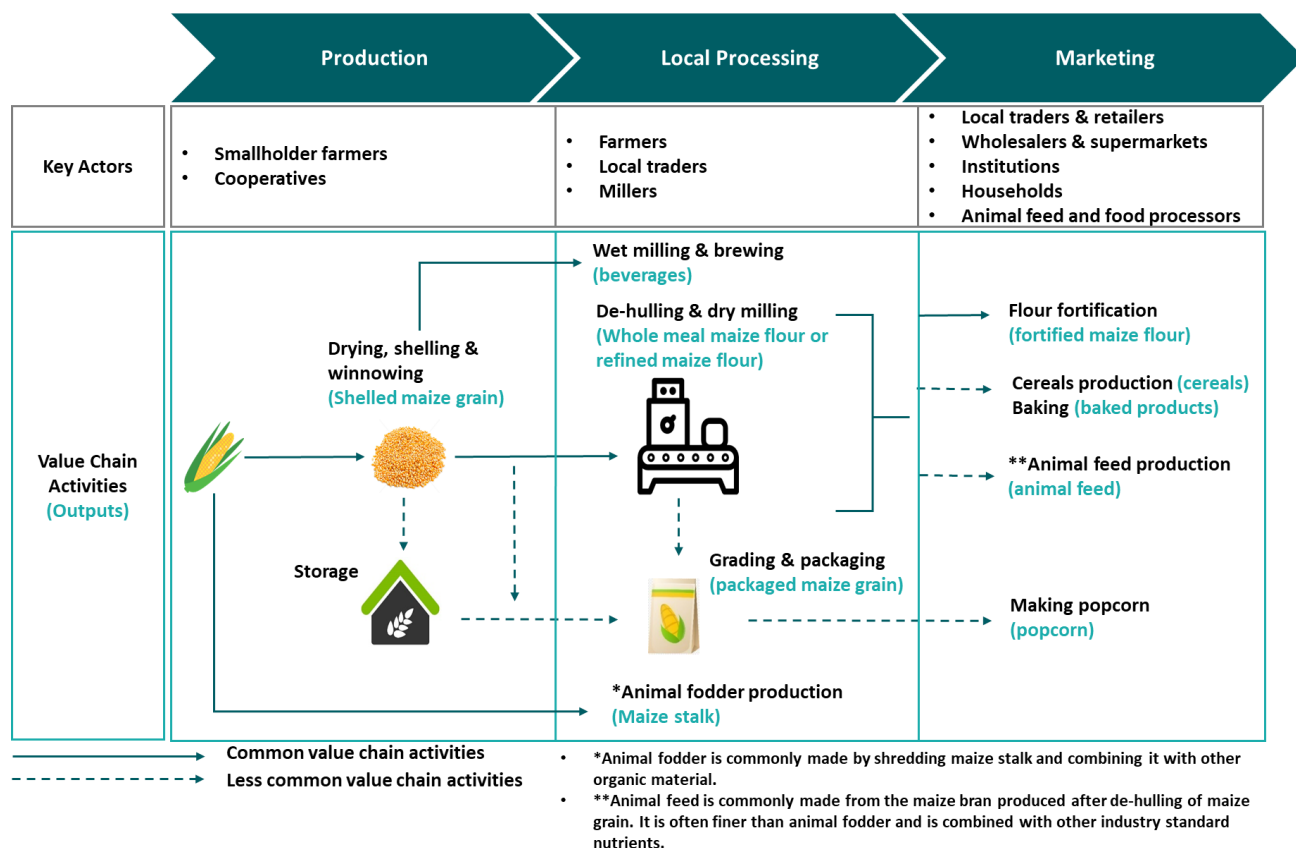 Production
Local Processing
Marketing
Key Actors
• Smallholder farmers
• Cooperatives
• Farmers
• Local traders
• Millers
• Local traders & retailers
• Wholesalers & supermarkets
• Institutions
• Households
• Animal feed and food processors
Value Chain
Activities
(Outputs)
Drying, shelling &
winnowing
(Shelled maize grain)
Storage
Wet milling & brewing
(beverages)
De-hulling & dry milling
(Whole meal maize flour or
refined maize flour)
Grading & packaging
(packaged maize grain)
*Animal fodder production
(Maize stalk)
Flour fortification
(fortified maize flour)
Cereals production (cereals)
Baking (baked products)
**Animal feed production
(animal feed)
Making popcorn
(popcorn)
Common value chain activities
Less common value chain activities
• *Animal fodder is commonly made by shredding maize stalk and combining it with other
organic material.
• **Animal feed is commonly made from the maize bran produced after de-hulling of maize
grain. It is often finer than animal fodder and is combined with other industry standard
nutrients.